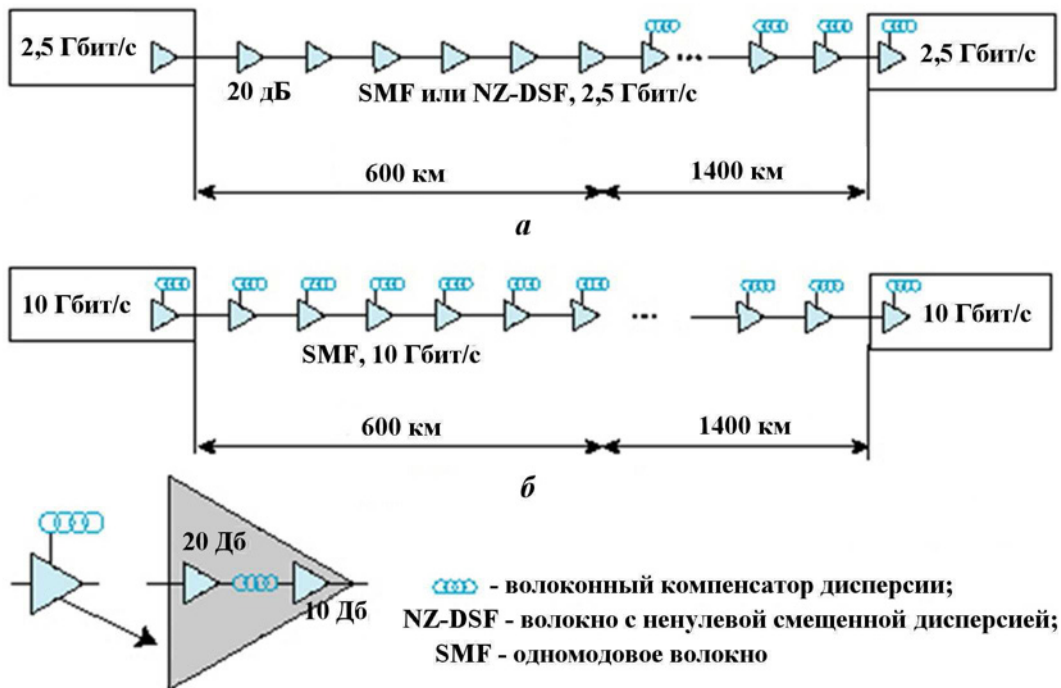 2,5 Гбит/с
2,5 Гбит/с
20 дБ
SMF или NZ-DSF, 2,5 Гбит/с
600 км
1400 км
а
10 Гбит/с
10 Гбит/с
SMF, 10 Гбит/с
600 км
1400 км
б
20 Дб
10 Дб
- волоконный компенсатор дисперсии;
NZ-DSF - волокно с ненулевой смещенной дисперсией;
SMF - одномодовое волокно